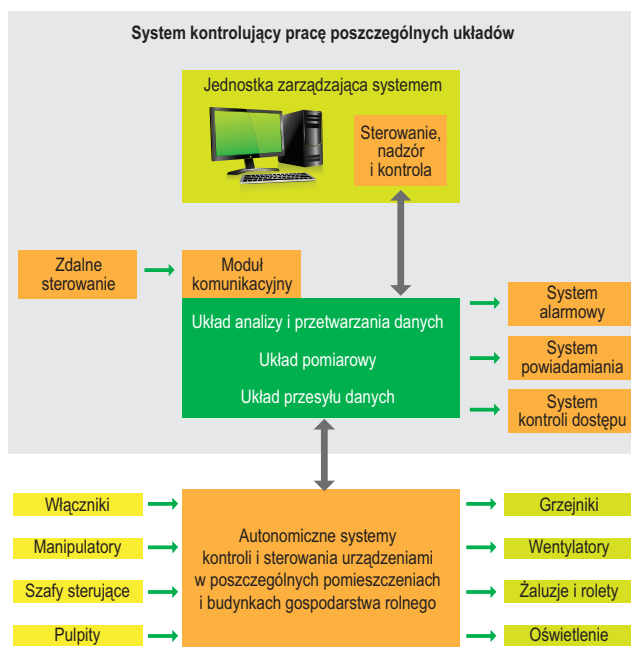 System kontrolujący pracę poszczególnych układów
Jednostka zarządzająca systemem
Sterowanie,
nadzór
i kontrola
Zdalne
sterowanie
Moduł
komunikacyjny
Układ analizy i przetwarzania danych
Układ pomiarowy
Układ przesyłu danych
System
alarmowy
System
powiadamiania
System
kontroli dostępu
Włączniki
Manipulatory
Szafy sterujące
Pulpity
Autonomiczne systemy
kontroli i sterowania urządzeniami
w poszczególnych pomieszczeniach
i budynkach gospodarstwa rolnego
Grzejniki
Wentylatory
Żaluzje i rolety
Oświetlenie